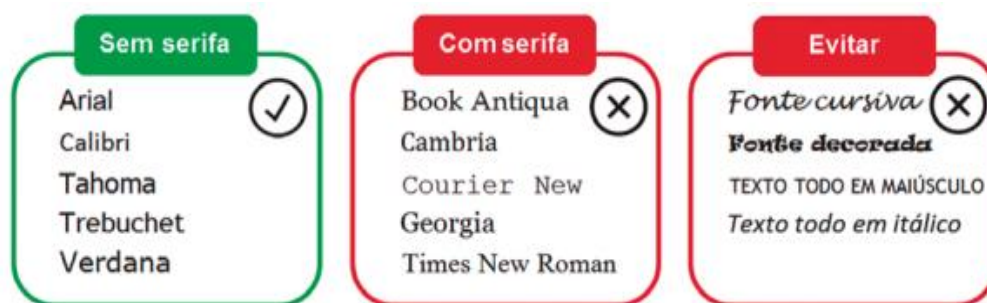 Sem serifa
Arial
Calibri
Tahoma
Trebuchet
Verdana
Com serifa
Book Antiqua
Cambria
Courier New
Georgia
Times New Roman
Evitar
Fonte cursiva
Fonte decorada
TEXTO TODO EM MAIÚSCULO
Texto todo em itálico